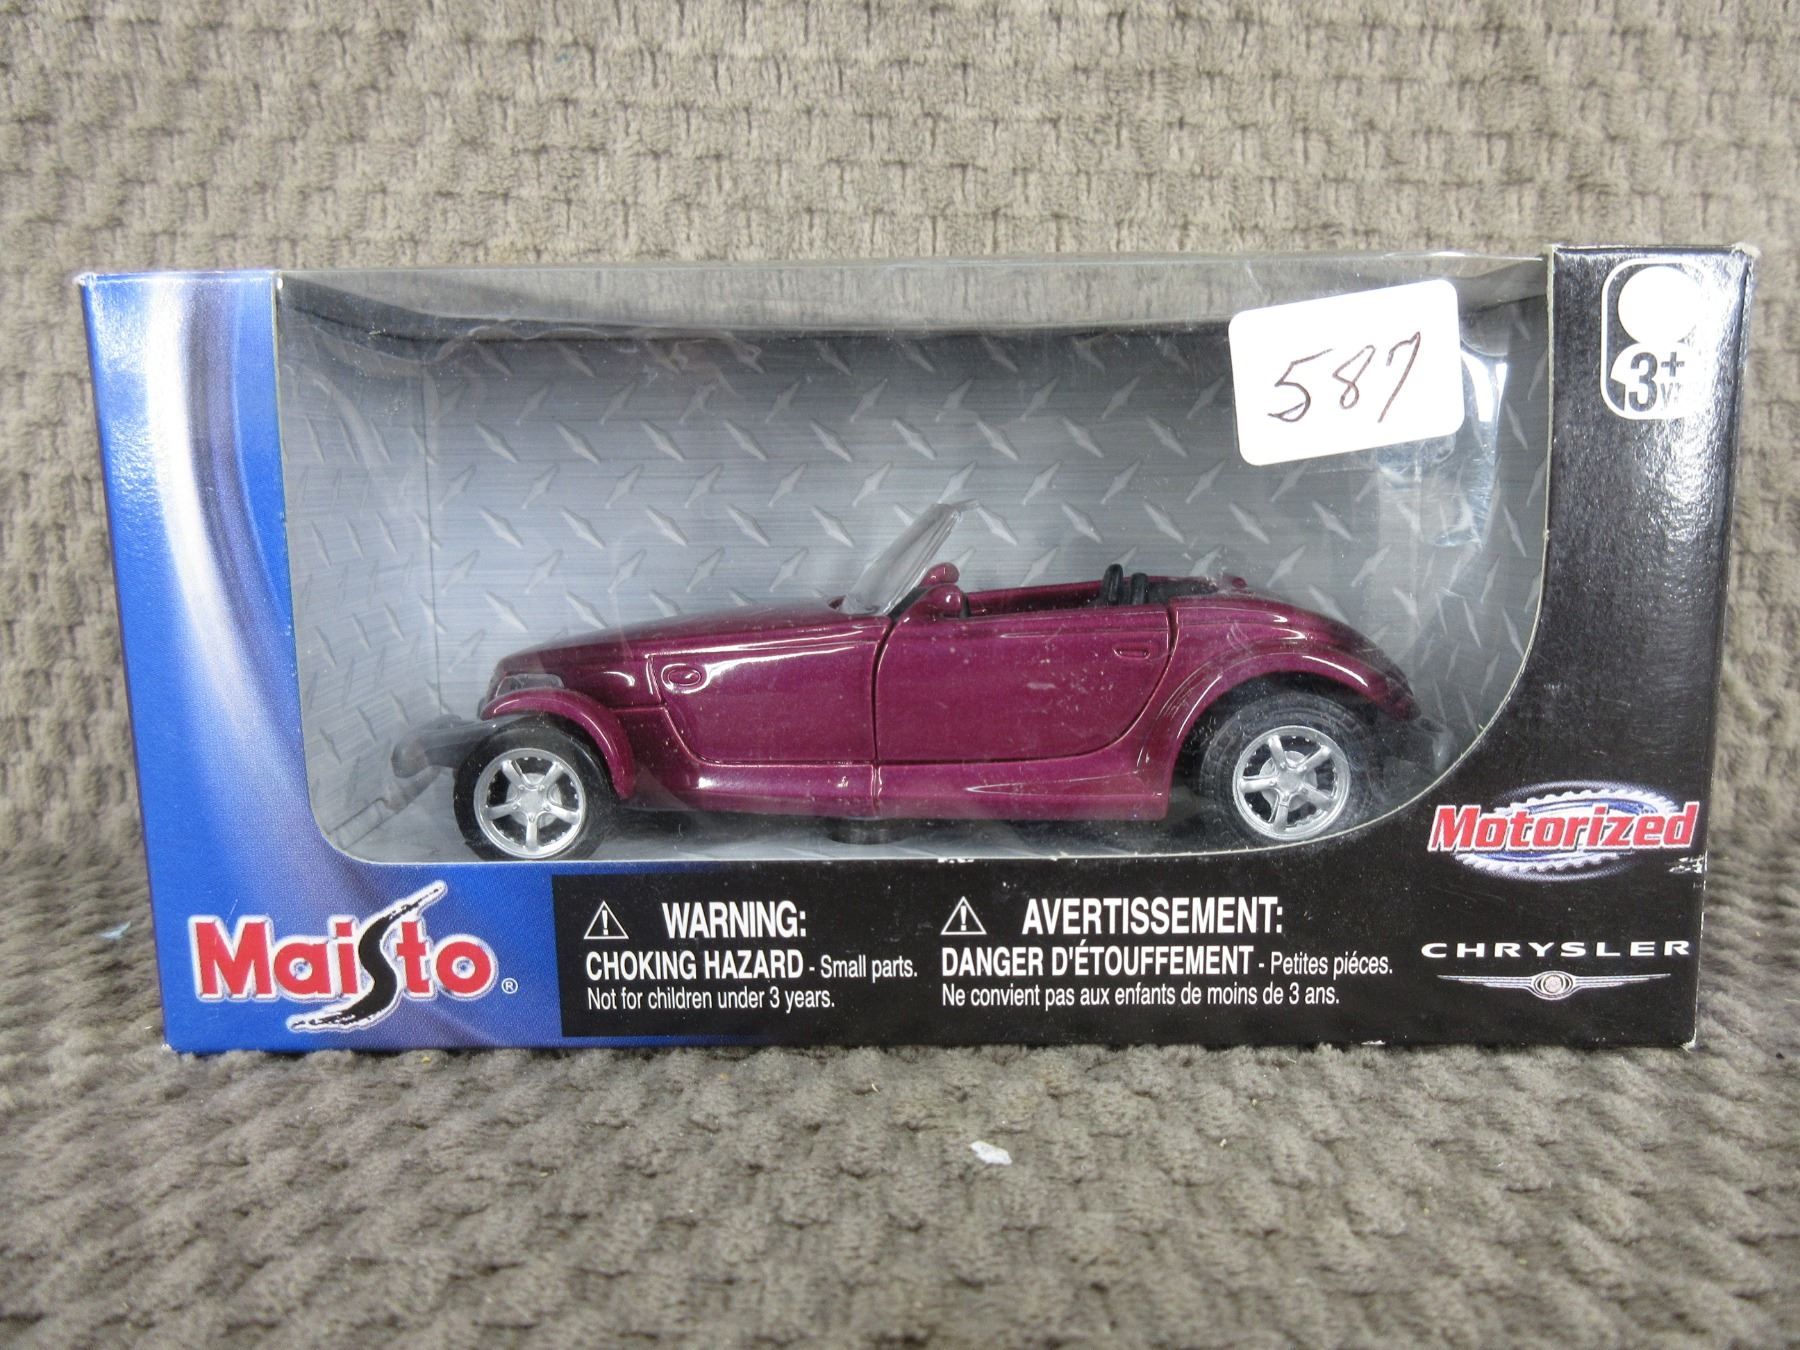 587
3+
Motorized
Maisto®
WARNING:
CHOKING HAZARD - Small parts.
Not for children under 3 years.
AVERTISSEMENT:
DANGER D'ÉTOUFFEMENT - Petites piéces.
Ne convient pas aux enfants de moins de 3 ans.
CHRYSLER